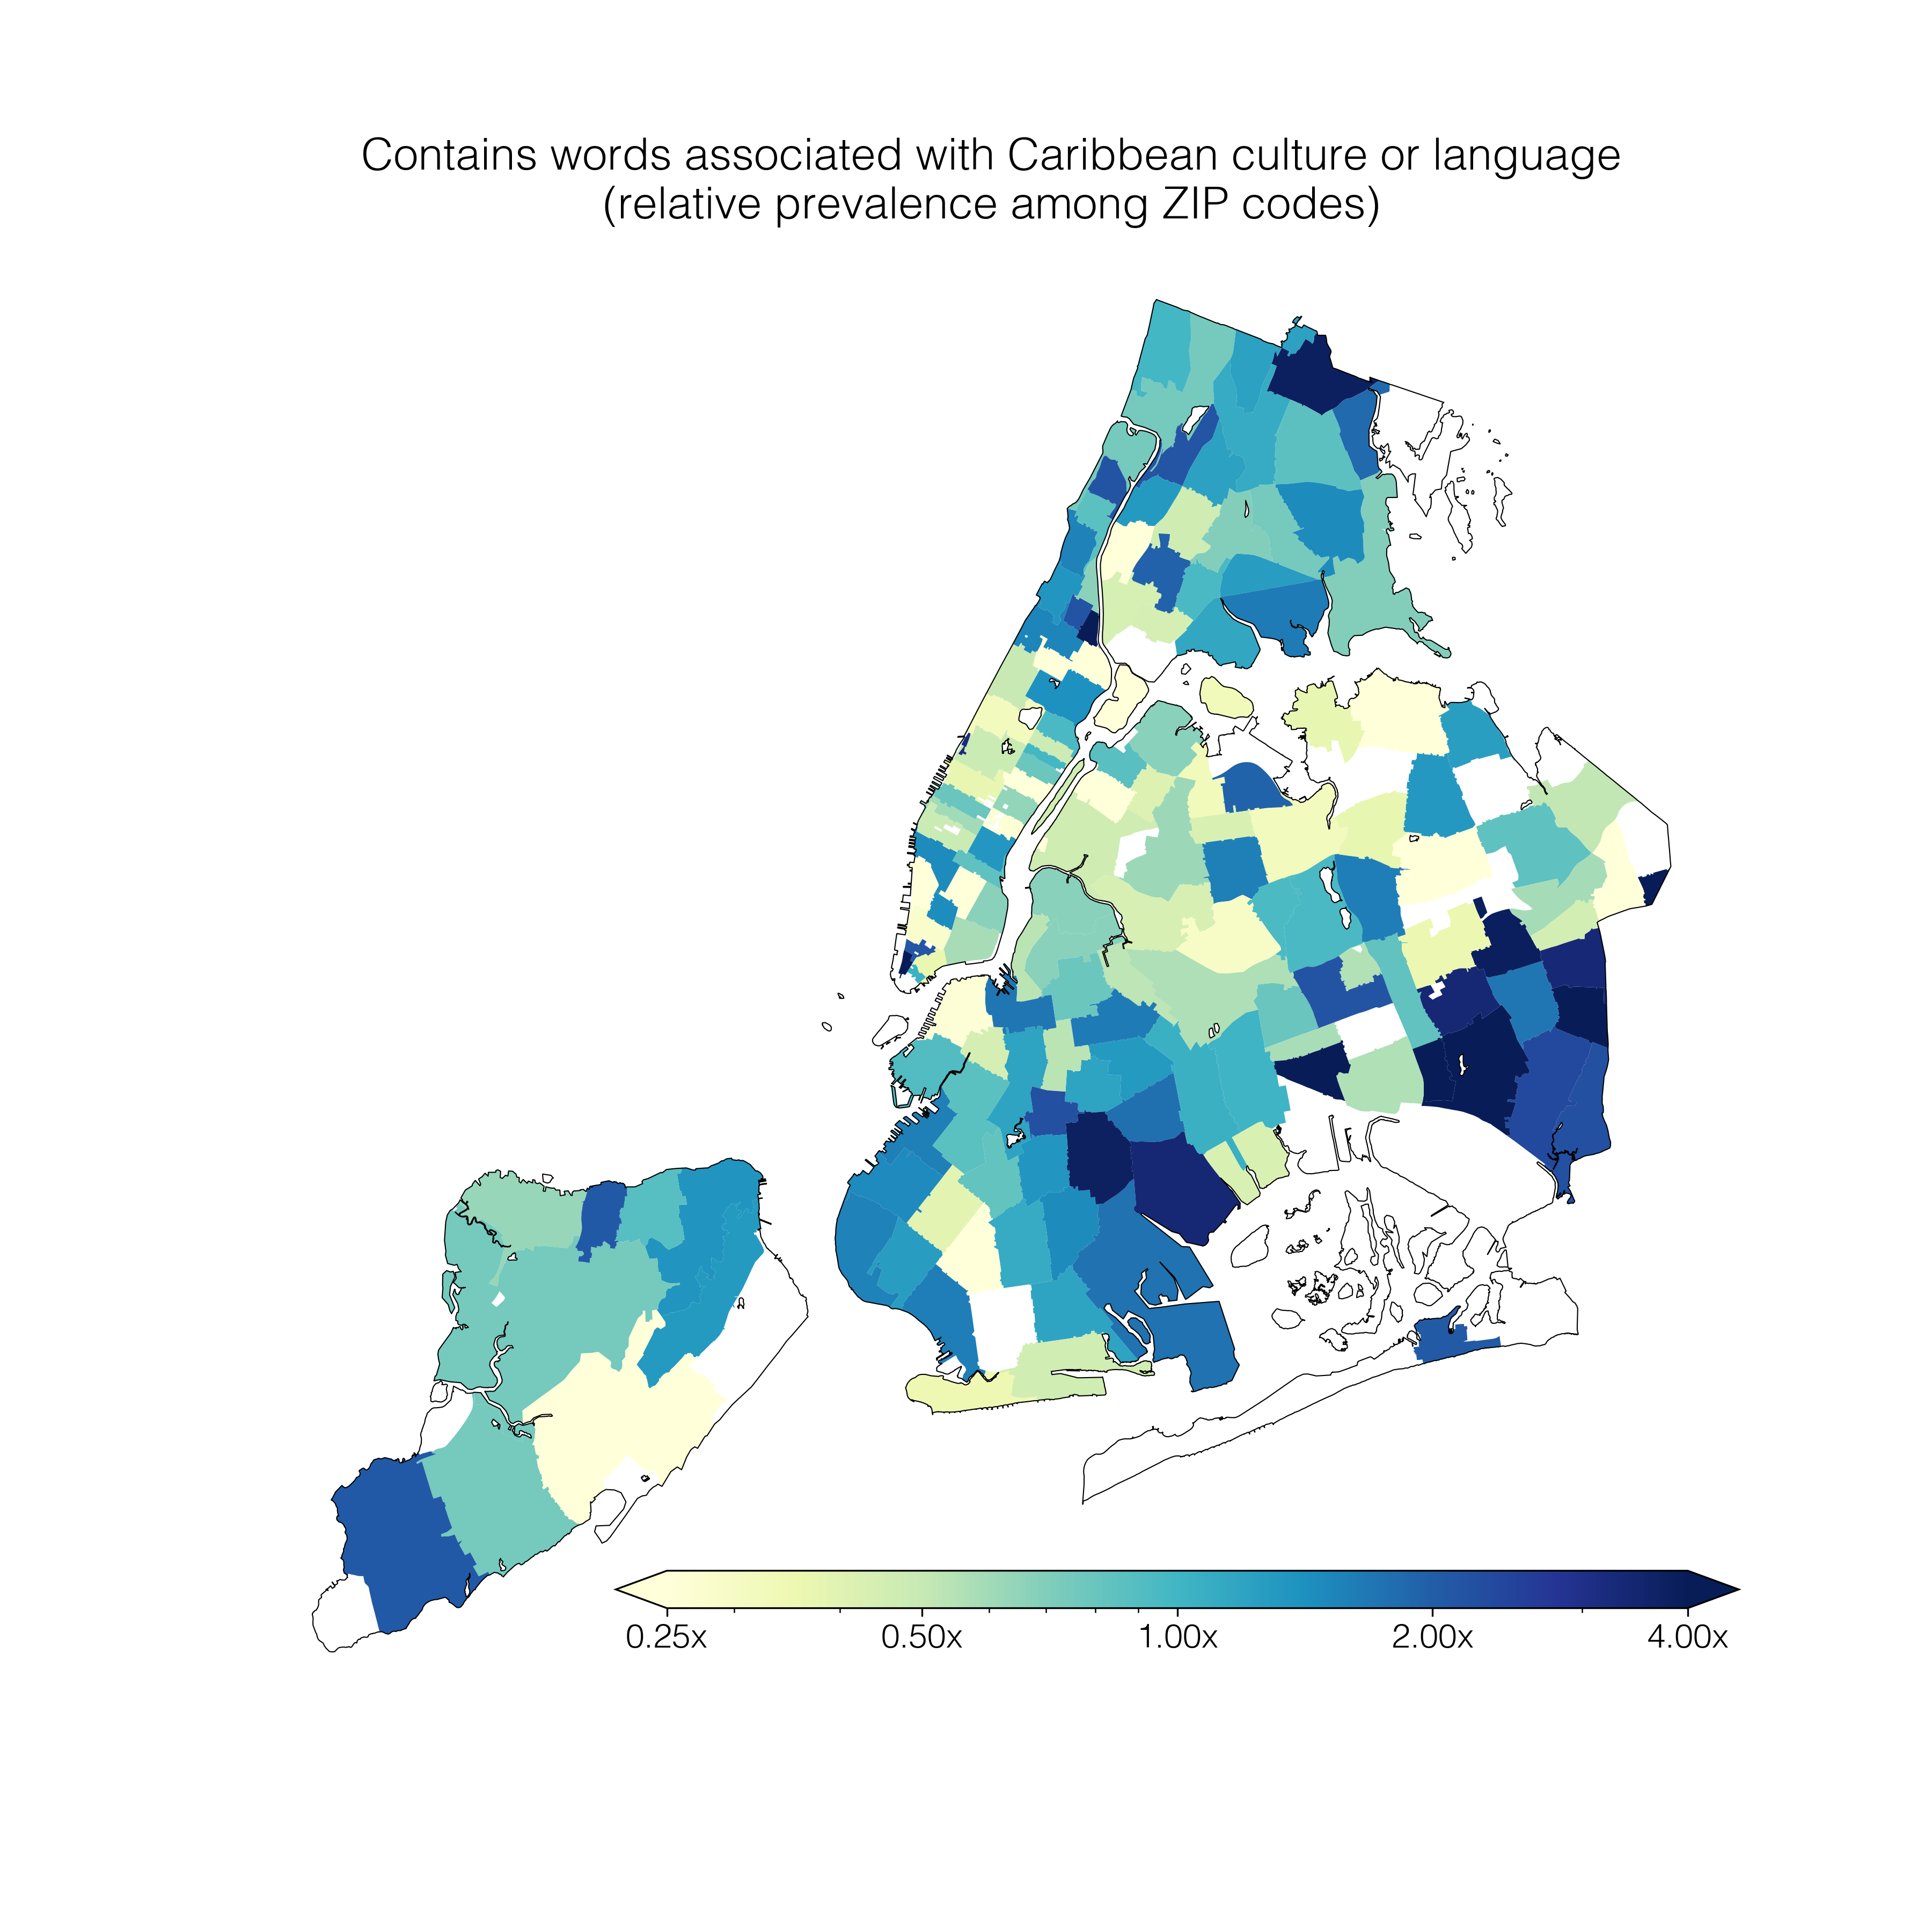 Contains words associated with Caribbean culture or language
(relative prevalence among ZIP codes)
0.25x 0.50x 1.00x 2.00x 4.00x